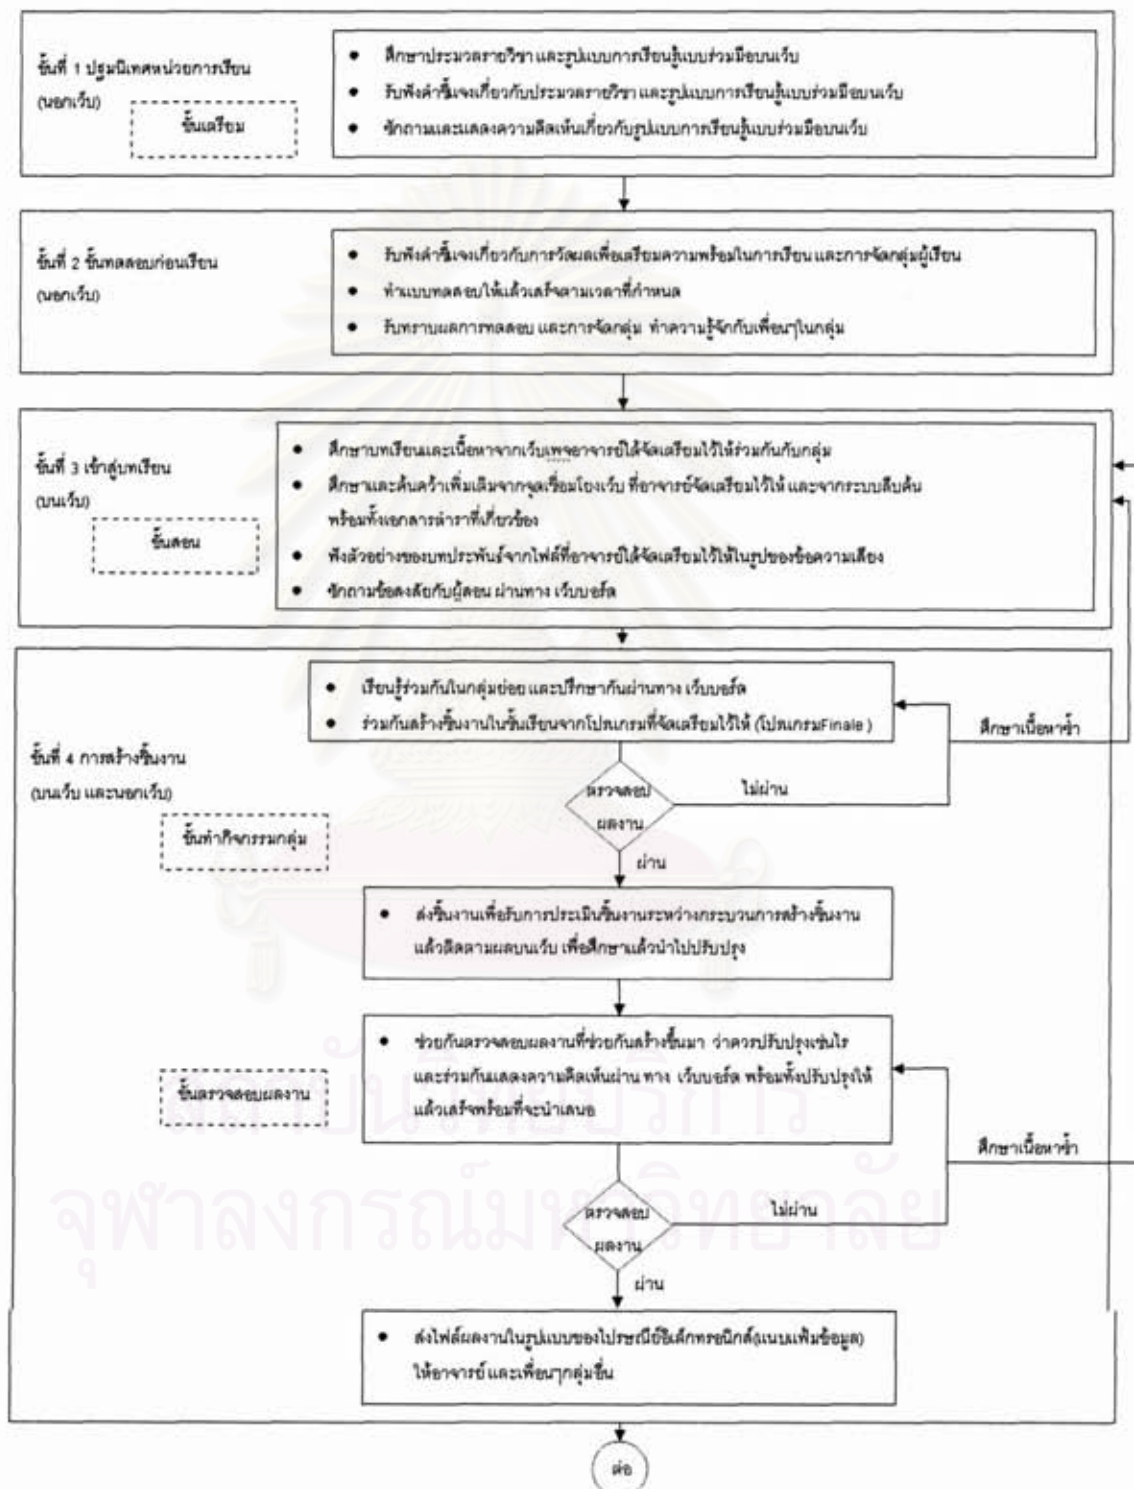 ขั้นที่ 1 ปฐมนิเทศหน่วยการเรียน
(นอกเว็บ)
ขั้นเตรียม
● ศึกษาประมวลรายวิชา และรูปแบบการเรียนรู้แบบร่วมมือบนเว็บ
● รับฟังคำชี้แจงเกี่ยวกับประมวลรายวิชา และรูปแบบการเรียนรู้แบบร่วมมือบนเว็บ
● ซักถามและแสดงความคิดเห็นเกี่ยวกับรูปแบบการเรียนรู้แบบร่วมมือบนเว็บ
ขั้นที่ 2 ขั้นทดสอบก่อนเรียน
(นอกเว็บ)
● รับฟังคำชี้แจงเกี่ยวกับการวัดผลเพื่อเตรียมความพร้อมในการเรียน และการจัดกลุ่มผู้เรียน
● ทำแบบทดสอบให้แล้วเสร็จตามเวลาที่กำหนด
● รับทราบผลการทดสอบ และการจัดกลุ่ม ทำความรู้จักกับเพื่อนๆในกลุ่ม
ขั้นที่ 3 เข้าสู่บทเรียน
(บนเว็บ)
ขั้นสอน
● ศึกษาบทเรียนและเนื้อหาจากเว็บเพจอาจารย์ได้จัดเตรียมไว้ให้ร่วมกันกับกลุ่ม
● ศึกษาและค้นคว้าเพิ่มเติมจากจุดเชื่อมโยงเว็บ ที่อาจารย์จัดเตรียมไว้ให้ และจากระบบสืบค้น
พร้อมทั้งเอกสารตำราที่เกี่ยวข้อง
● ฟังตัวอย่างของบทประพันธ์จากไฟล์ที่อาจารย์ได้จัดเตรียมไว้ให้ในรูปของข้อความเสียง
● ซักถามข้อสงสัยกับผู้สอน ผ่านทาง เว็บบอร์ด
ขั้นที่ 4 การสร้างชิ้นงาน
(บนเว็บ และนอกเว็บ)
ขั้นทำกิจกรรมกลุ่ม
● เรียนรู้ร่วมกันในกลุ่มย่อย และปรึกษากันผ่านทาง เว็บบอร์ด
● ร่วมกันสร้างชิ้นงานในชั้นเรียนจากโปรแกรมที่จัดเตรียมไว้ให้ (โปรแกรมFinale )
ศึกษาเนื้อหาซ้ำ
ตรวจสอบ
ผลงาน
ไม่ผ่าน
ผ่าน
● ส่งชิ้นงานเพื่อรับการประเมินชิ้นงานระหว่างกระบวนการสร้างชิ้นงาน
แล้วติดตามผลบนเว็บ เพื่อศึกษาแล้วนำไปปรับปรุง
ขั้นตรวจสอบผลงาน
● ช่วยกันตรวจสอบผลงานที่ช่วยกันสร้างขึ้นมา ว่าควรปรับปรุงเช่นไร
และร่วมกันแสดงความคิดเห็นผ่าน ทาง เว็บบอร์ด พร้อมทั้งปรับปรุงให้
แล้วเสร็จพร้อมที่จะนำเสนอ
ศึกษาเนื้อหาซ้ำ
ตรวจสอบ
ผลงาน
ไม่ผ่าน
ผ่าน
● ส่งไฟล์ผลงานในรูปแบบของไปรษณีย์อิเล็กทรอนิกส์(แนบแฟ้มข้อมูล)
ให้อาจารย์ และเพื่อนๆกลุ่มอื่น
ต่อ
สถาบันวิทยบริการ
จุฬาลงกรณ์มหาวิทยาลัย